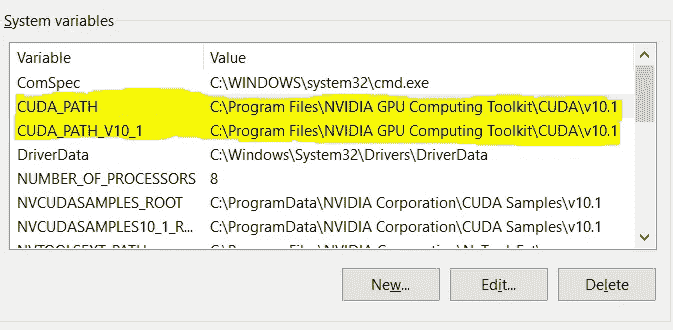 System variables
Variable Value
ComSpec C:\WINDOWS\system32\cmd.exe
CUDA_PATH C:\Program Files\NVIDIA GPU Computing Toolkit\CUDA\v10.1
CUDA_PATH_V10_1 C:\Program Files\NVIDIA GPU Computing Toolkit\CUDA\v10.1
DriverData C:\Windows\System32\Drivers\DriverData
NUMBER_OF_PROCESSORS 8
NVCUDASAMPLES_ROOT C:\ProgramData\NVIDIA Corporation\CUDA Samples\v10.1
NVCUDASAMPLES10_1_R... C:\ProgramData\NVIDIA Corporation\CUDA Samples\v10.1
New... Edit... Delete